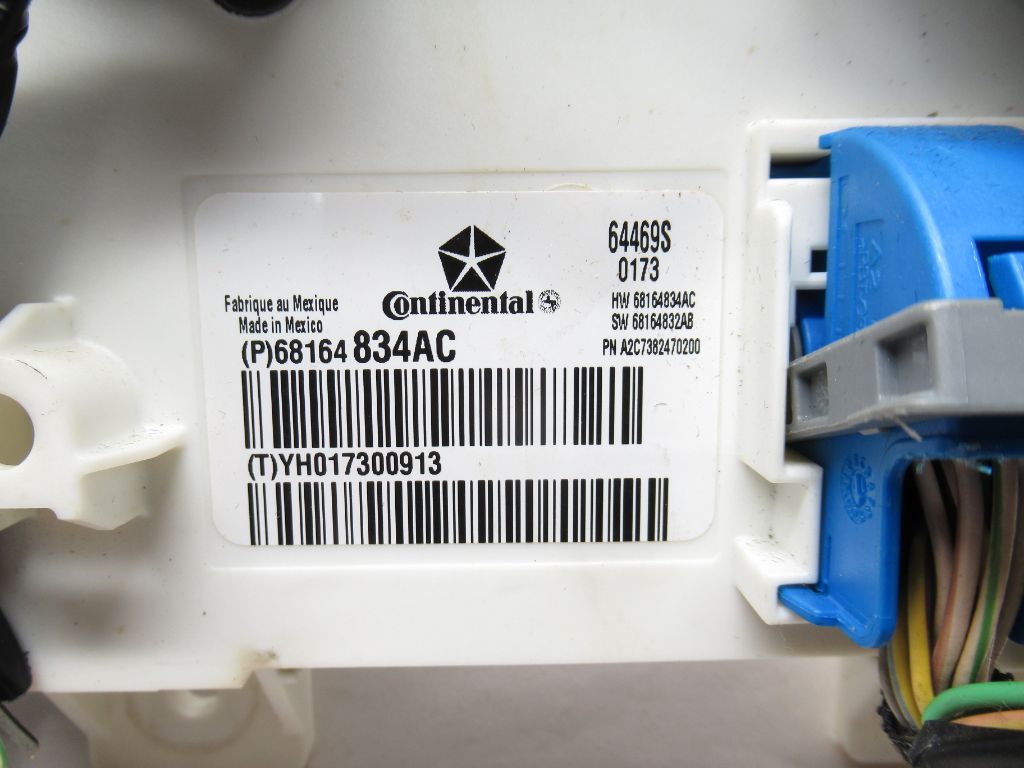 64469S
0173
Continental
Fabrique au Mexique
Made in Mexico
HW 68164834AC
SW 68164832AB
(P)68164 834AC
PN A2C7382470200
(T)YH017300913